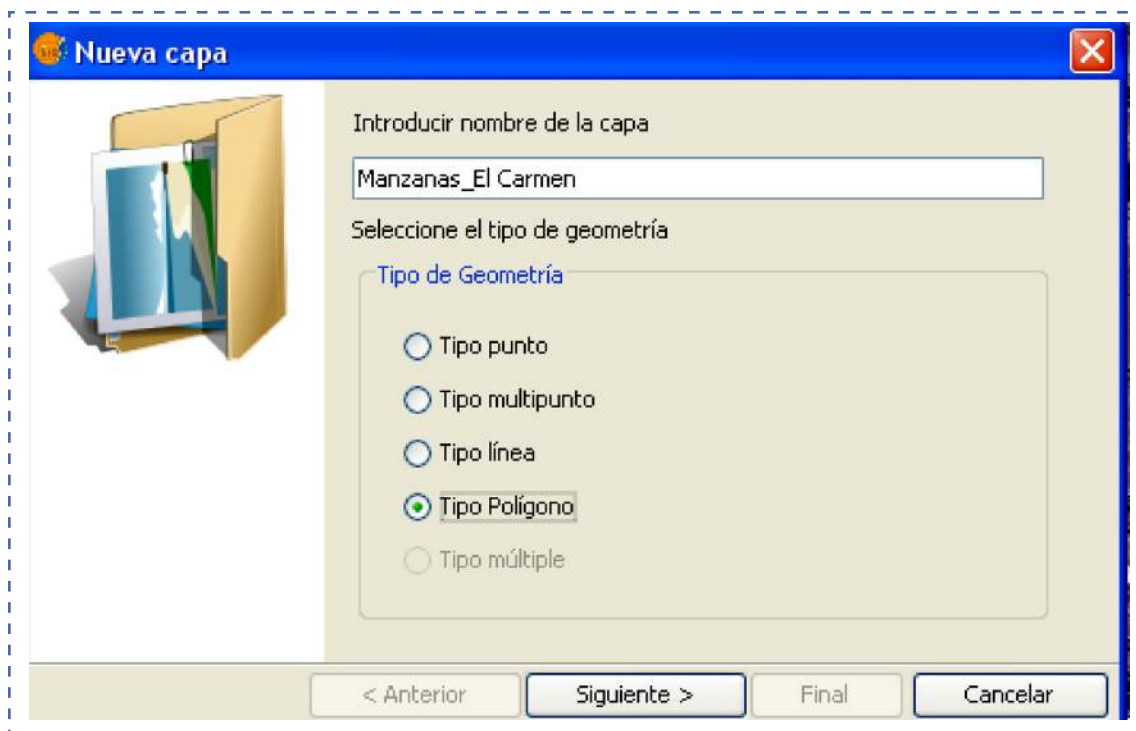 Nueva capa
Introducir nombre de la capa
Manzanas_El Carmen
Seleccione el tipo de geometría
Tipo de Geometría
Tipo punto
Tipo multipunto
Tipo línea
Tipo Polígono
Tipo múltiple
< Anterior
Siguiente >
Final
Cancelar